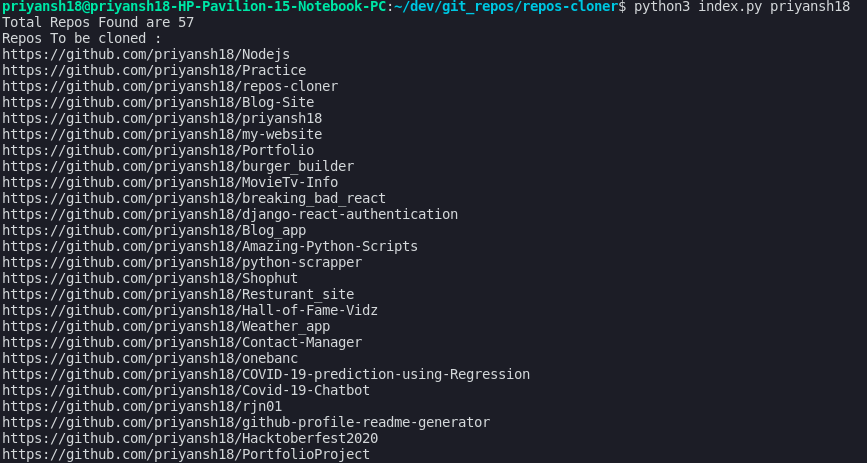 priyansh18@priyansh18-HP-Pavilion-15-Notebook-PC:~/dev/git_repos/repos-cloner$ python3 index.py priyansh18
Total Repos Found are 57
Repos To be cloned :
https://github.com/priyansh18/Nodejs
https://github.com/priyansh18/Practice
https://github.com/priyansh18/repos-cloner
https://github.com/priyansh18/Blog-Site
https://github.com/priyansh18/priyansh18
https://github.com/priyansh18/my-website
https://github.com/priyansh18/Portfolio
https://github.com/priyansh18/burger_builder
https://github.com/priyansh18/MovieTv-Info
https://github.com/priyansh18/breaking_bad_react
https://github.com/priyansh18/django-react-authentication
https://github.com/priyansh18/Blog_app
https://github.com/priyansh18/Amazing-Python-Scripts
https://github.com/priyansh18/python-scrapper
https://github.com/priyansh18/Shophut
https://github.com/priyansh18/Resturant_site
https://github.com/priyansh18/Hall-of-Fame-Vidz
https://github.com/priyansh18/Weather_app
https://github.com/priyansh18/Contact-Manager
https://github.com/priyansh18/onebanc
https://github.com/priyansh18/COVID-19-prediction-using-Regression
https://github.com/priyansh18/Covid-19-Chatbot
https://github.com/priyansh18/rjn01
https://github.com/priyansh18/github-profile-readme-generator
https://github.com/priyansh18/Hacktoberfest2020
https://github.com/priyansh18/PortfolioProject